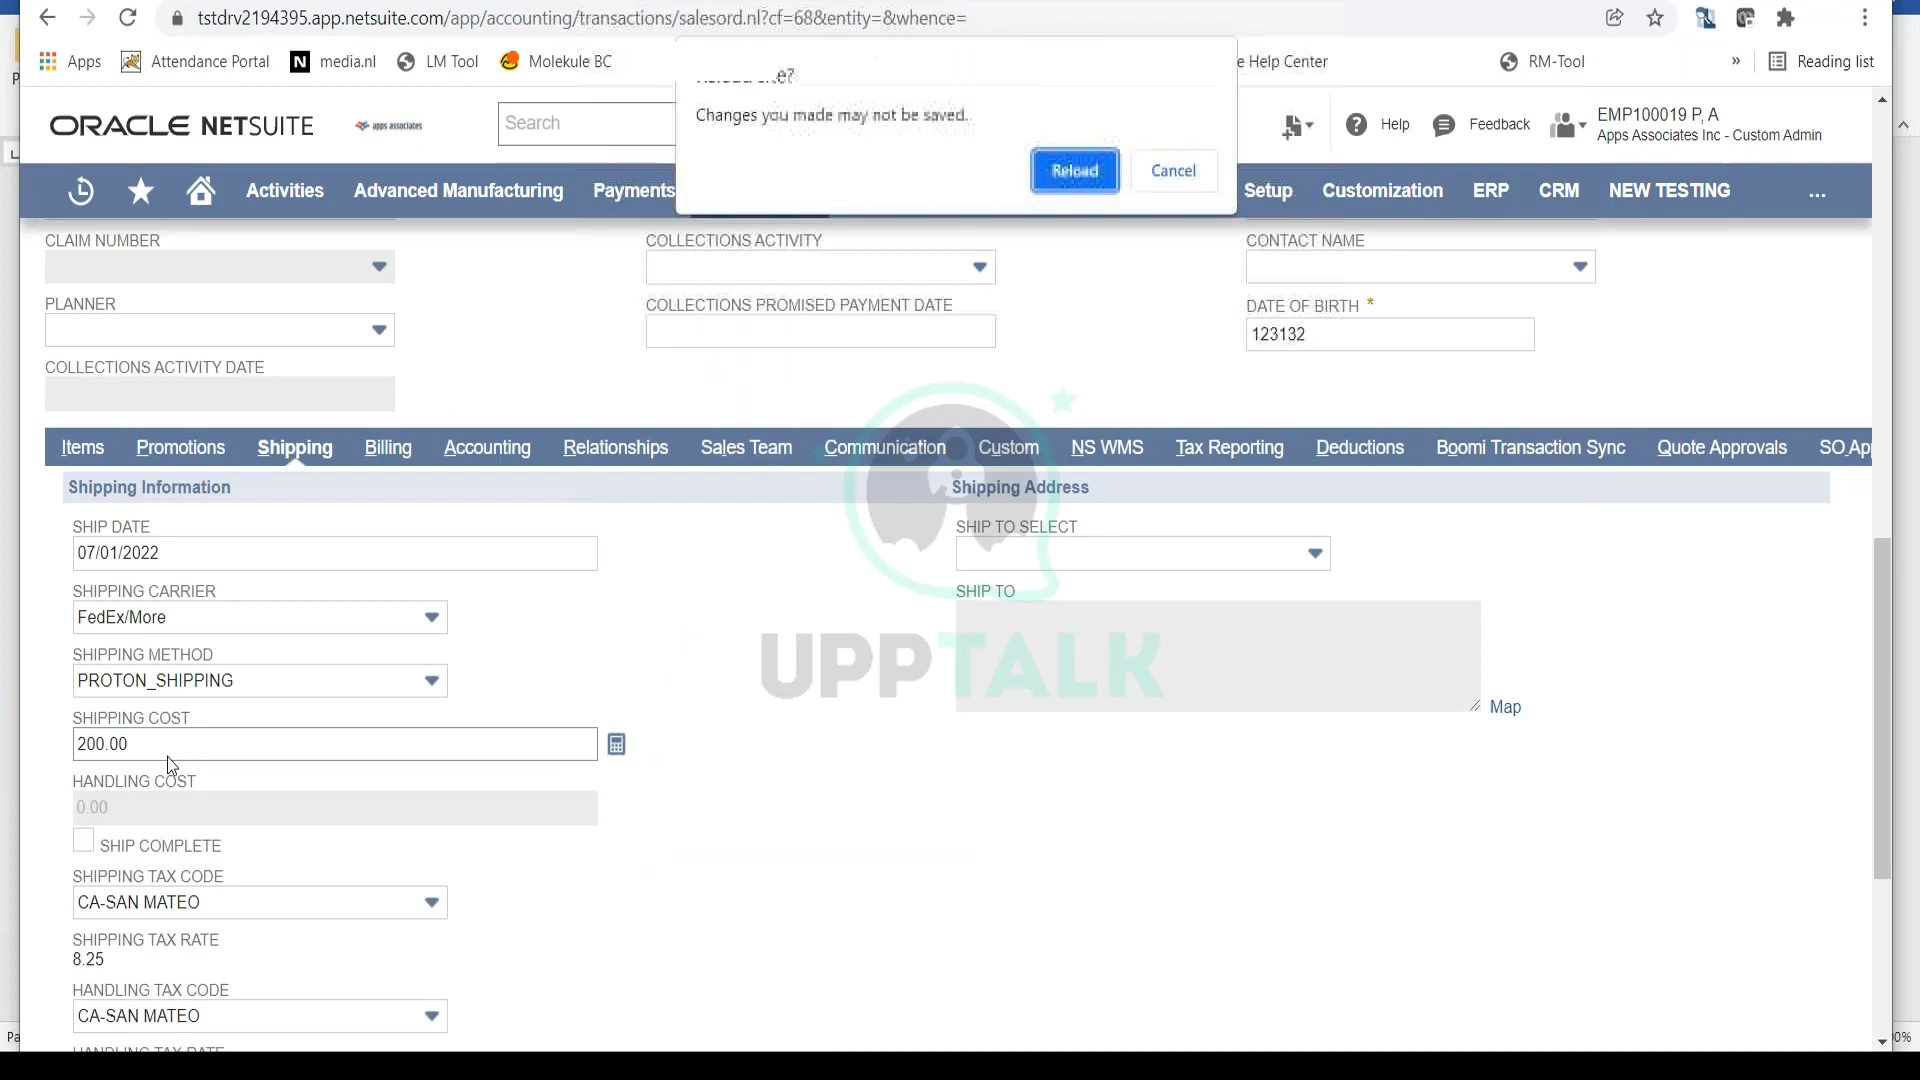 tstdrv2194395.app.netsuite.com/app/accounting/transactions/salesord.nl?cf=68&entity=&whence=
Apps Attendance Portal N media.nl LM Tool Molekule BC e Help Center RM-Tool » Reading list
Changes you made may not be saved.
Reload Cancel
ORACLE NETSUITE apps associates Search Help Feedback EMP100019 P, A
Apps Associates Inc - Custom Admin
Activities Advanced Manufacturing Payments Setup Customization ERP CRM NEW TESTING ...
CLAIM NUMBER COLLECTIONS ACTIVITY CONTACT NAME
PLANNER COLLECTIONS PROMISED PAYMENT DATE DATE OF BIRTH *
123132
COLLECTIONS ACTIVITY DATE
Items Promotions Shipping Billing Accounting Relationships Sales Team Communication Custom NS WMS Tax Reporting Deductions Boomi Transaction Sync Quote Approvals SO App
Shipping Information Shipping Address
SHIP DATE SHIP TO SELECT
07/01/2022
SHIPPING CARRIER SHIP TO
FedEx/More
SHIPPING METHOD
PROTON_SHIPPING
UPPTALK
Map
SHIPPING COST
200.00
HANDLING COST
0.00
SHIP COMPLETE
SHIPPING TAX CODE
CA-SAN MATEO
SHIPPING TAX RATE
8.25
HANDLING TAX CODE
CA-SAN MATEO
HANDLING TAX RATE